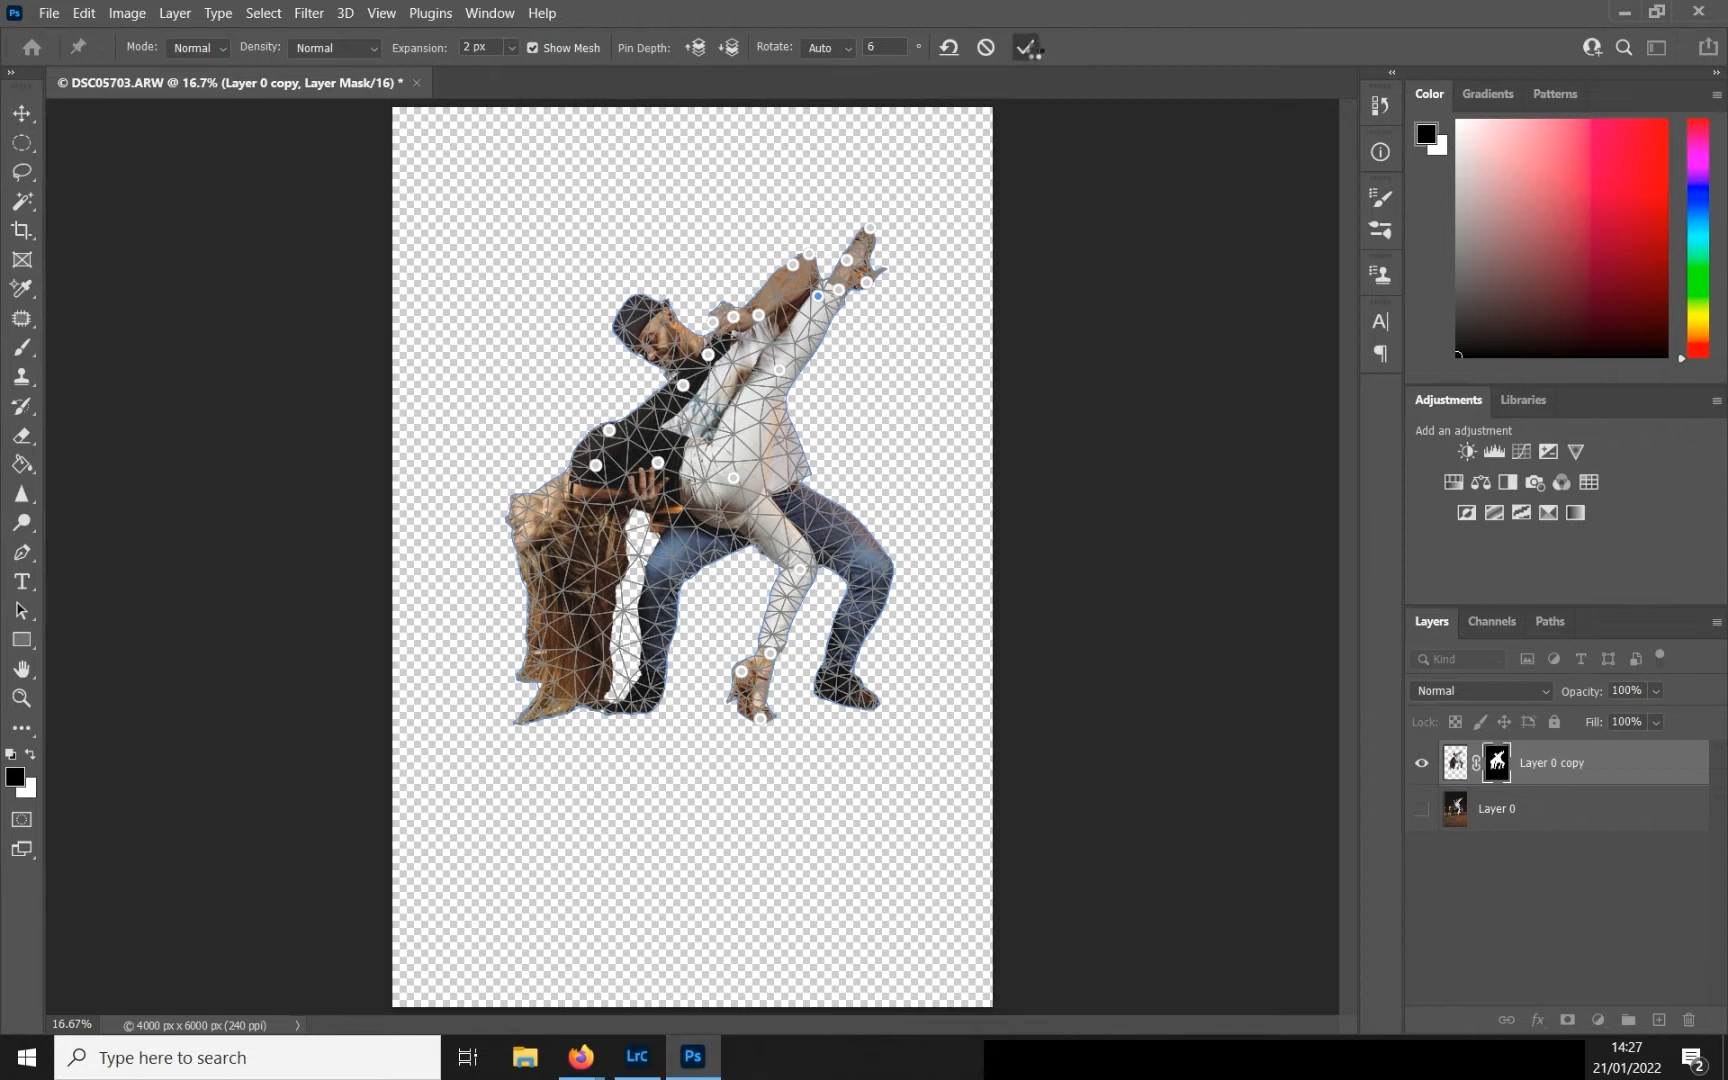 Ps File Edit Image Layer Type Select Filter 3D View Plugins Window Help
Mode: Normal Density: Normal Expansion: 2 px Show Mesh Pin Depth: Rotate: Auto 6 °
© DSC05703.ARW @ 16.7% (Layer 0 copy, Layer Mask/16) *
Color Gradients Patterns
Adjustments Libraries
Add an adjustment
Layers Channels Paths
Kind
Normal Opacity: 100%
Lock: Fill: 100%
Layer 0 copy
Layer 0
16.67% © 4000 px x 6000 px (240 ppi)
Type here to search LrC Ps
14:27
21/01/2022
2